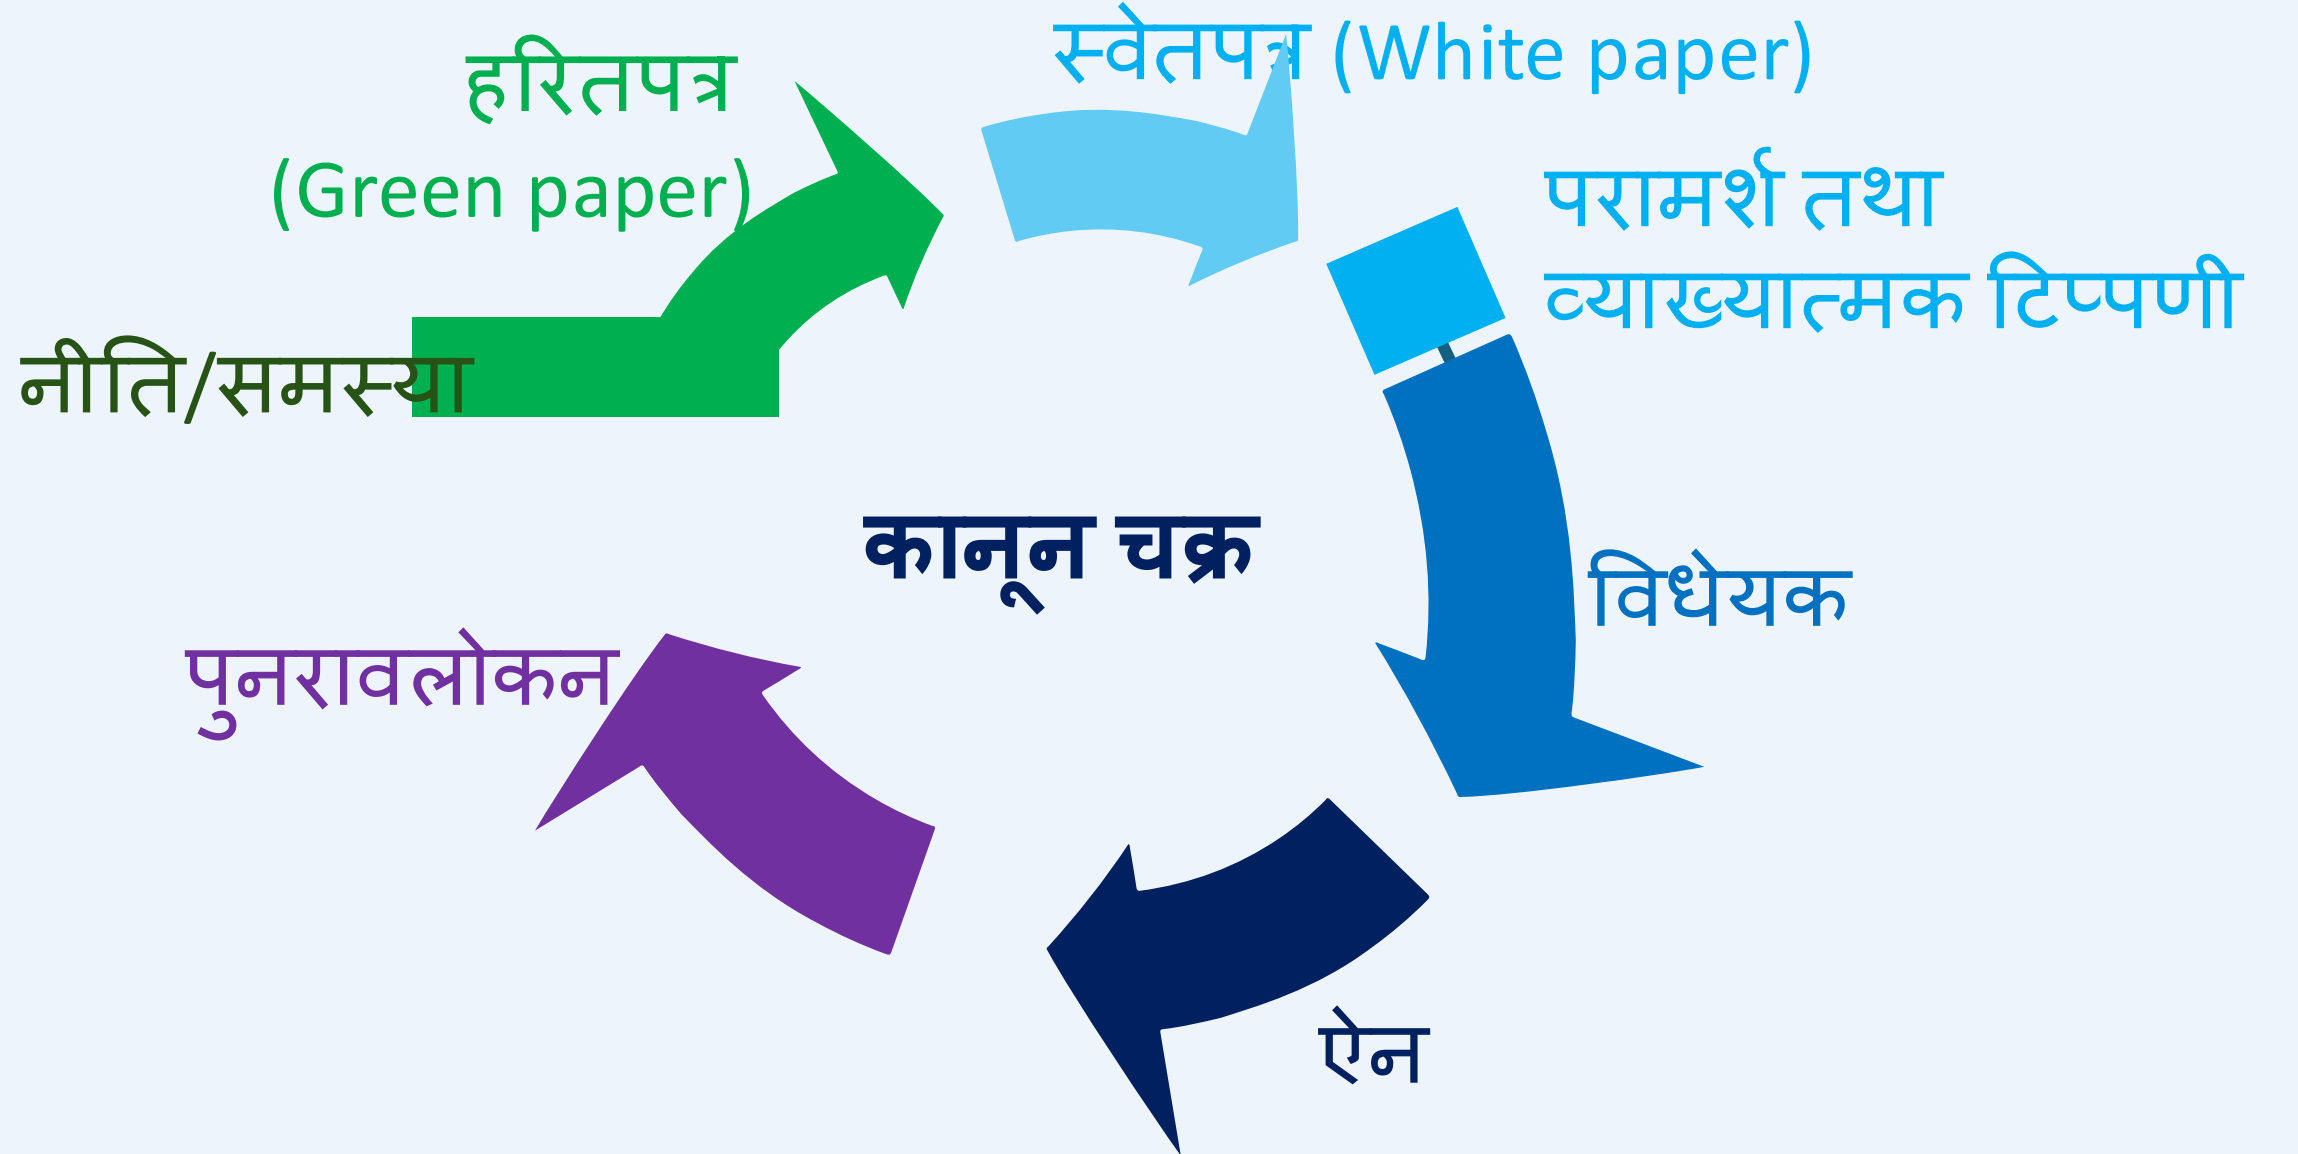 स्वेतपत्र (White paper)
हरितपत्र
(Green paper)
परामर्श तथा
व्याख्यात्मक टिप्पणी
नीति/समस्या
कानून चक्र
विधेयक
पुनरावलोकन
ऐन